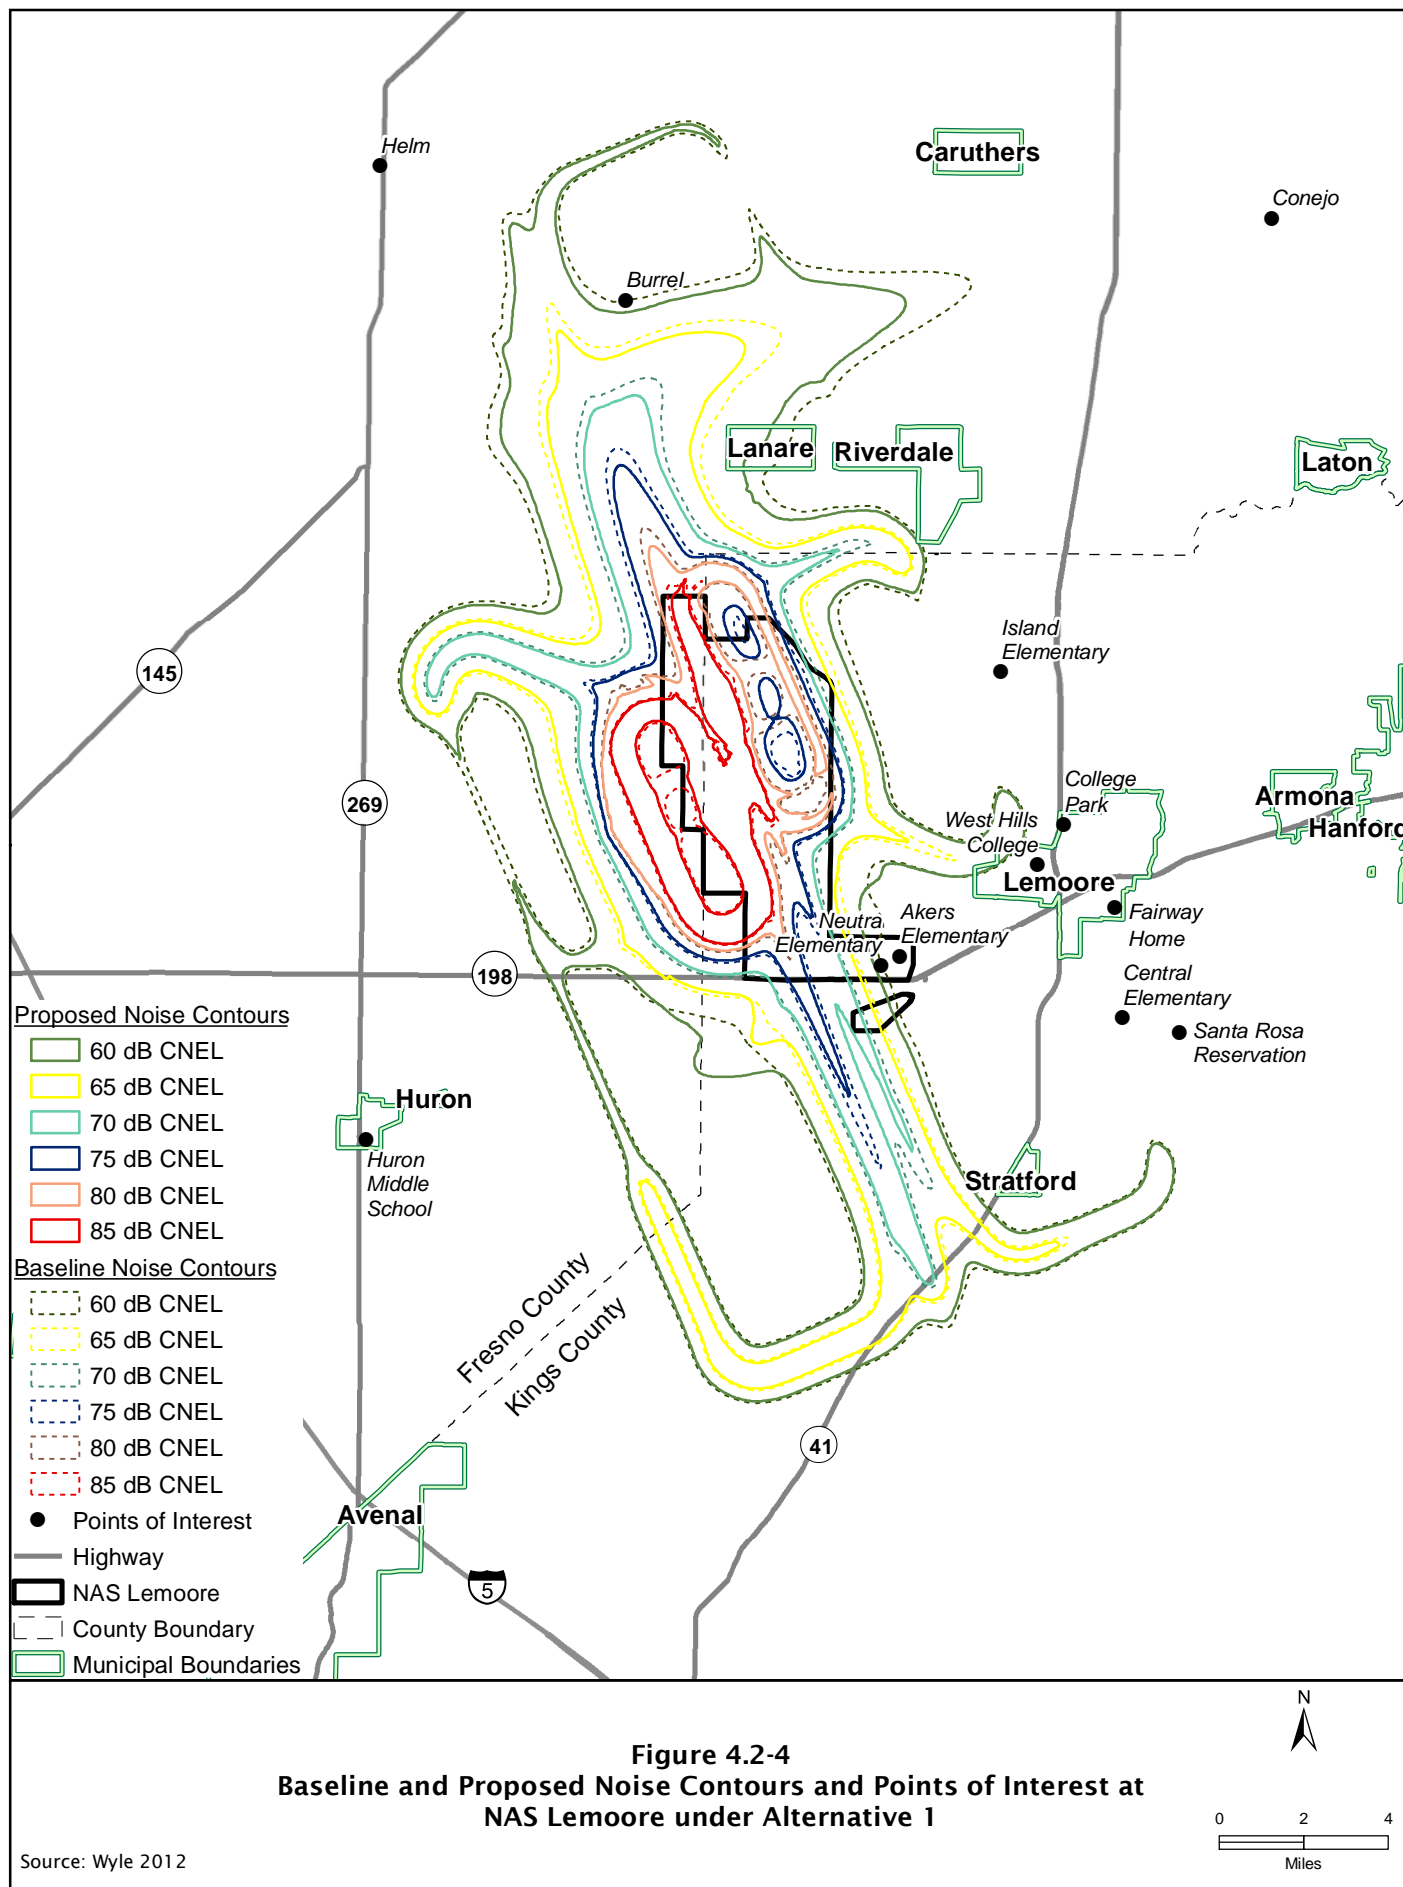 Helm
Caruthers
Conejo
Burrel
Lanare
Riverdale
Laton
Island
Elementary
145
269
College
Park
West Hills
College
Armona
Hanford
Lemoore
Neutra
Elementary
Akers
Elementary
Fairway
Home
198
Central
Elementary
Santa Rosa
Reservation
Huron
Huron
Middle
School
Stratford
Fresno County
Kings County
41
Avenal
5
Proposed Noise Contours
60 dB CNEL
65 dB CNEL
70 dB CNEL
75 dB CNEL
80 dB CNEL
85 dB CNEL
Baseline Noise Contours
60 dB CNEL
65 dB CNEL
70 dB CNEL
75 dB CNEL
80 dB CNEL
85 dB CNEL
Points of Interest
Highway
NAS Lemoore
County Boundary
Municipal Boundaries
N
Figure 4.2-4
Baseline and Proposed Noise Contours and Points of Interest at
NAS Lemoore under Alternative 1
0 2 4
Miles
Source: Wyle 2012